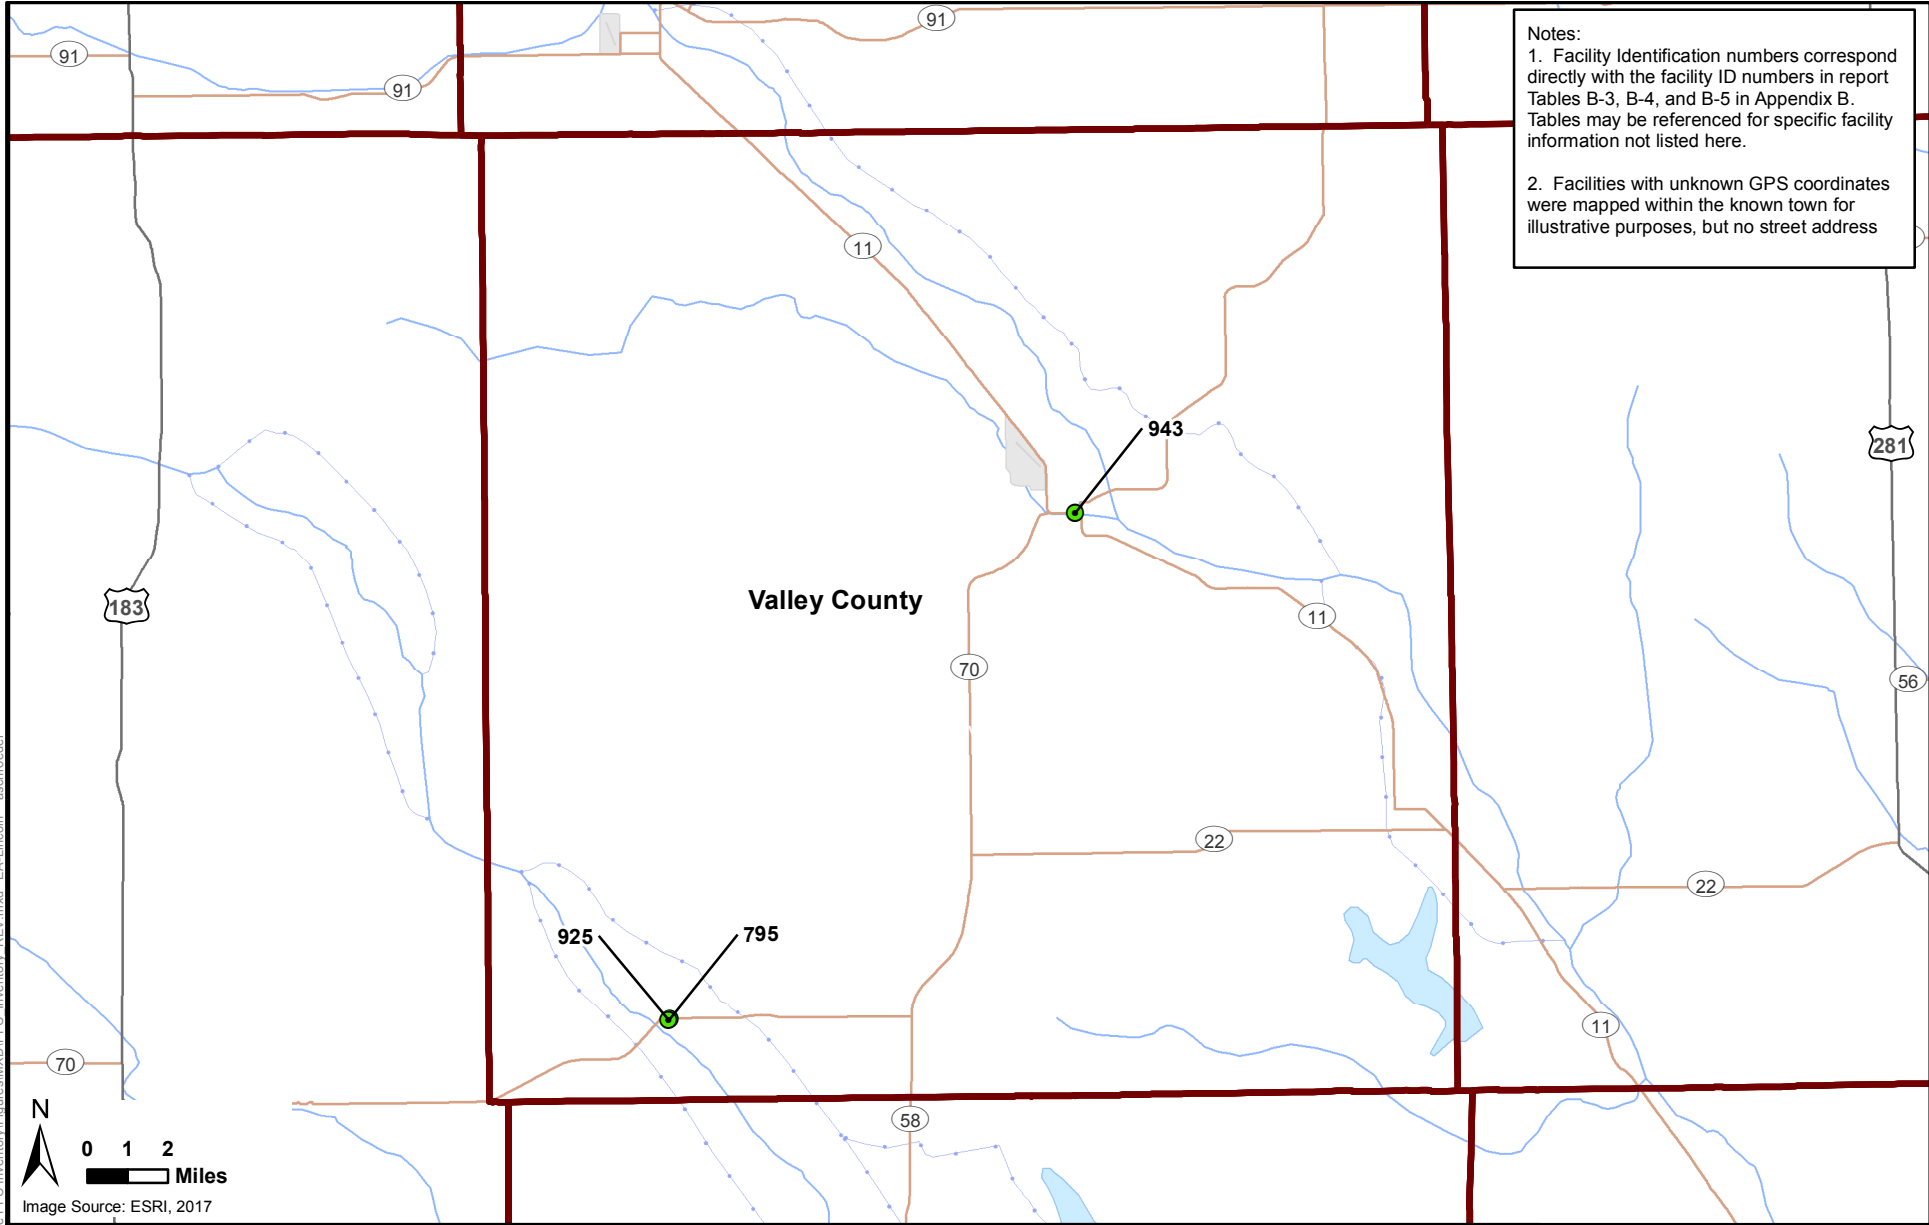 91
91
91
Notes:
1. Facility Identification numbers correspond
directly with the facility ID numbers in report
Tables B-3, B-4, and B-5 in Appendix B.
Tables may be referenced for specific facility
information not listed here.
2. Facilities with unknown GPS coordinates
were mapped within the known town for
illustrative purposes, but no street address
11
943
281
183
Valley County
11
70
56
22
22
925
795
11
70
58
N
0 1 2
Miles
Image Source: ESRI, 2017